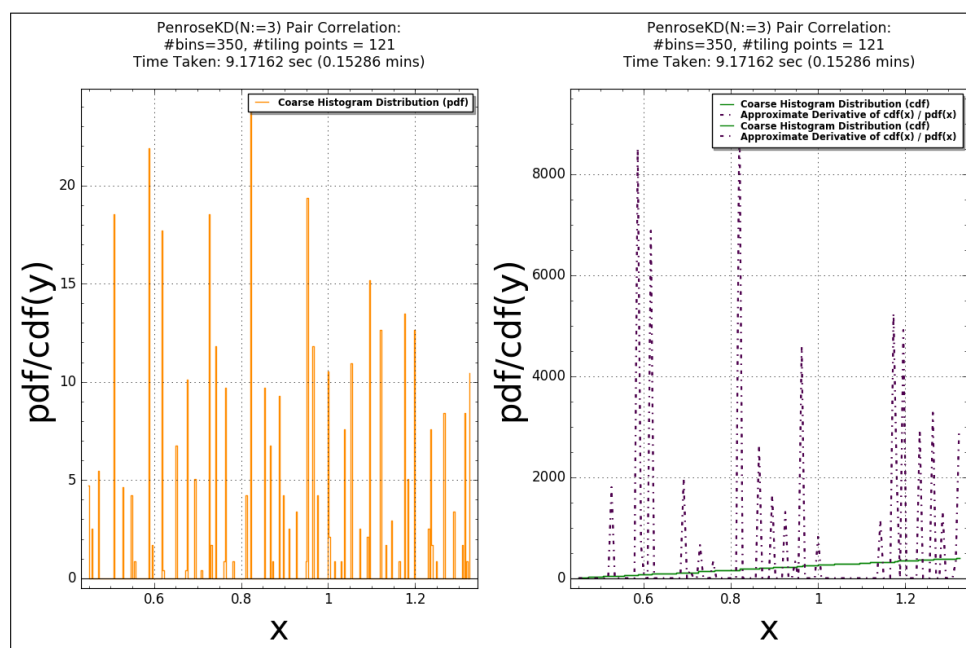 PenroseKD(N:=3) Pair Correlation:
#bins=350, #tiling points = 121
Time Taken: 9.17162 sec (0.15286 mins)
Coarse Histogram Distribution (pdf)
pdf/cdf(y)
20
15
10
5
0
0.6
0.8
1
1.2
x
PenroseKD(N:=3) Pair Correlation:
#bins=350, #tiling points = 121
Time Taken: 9.17162 sec (0.15286 mins)
Coarse Histogram Distribution (cdf)
Approximate Derivative of cdf(x) / pdf(x)
Coarse Histogram Distribution (cdf)
Approximate Derivative of cdf(x) / pdf(x)
pdf/cdf(y)
8000
6000
4000
2000
0
0.6
0.8
1
1.2
x